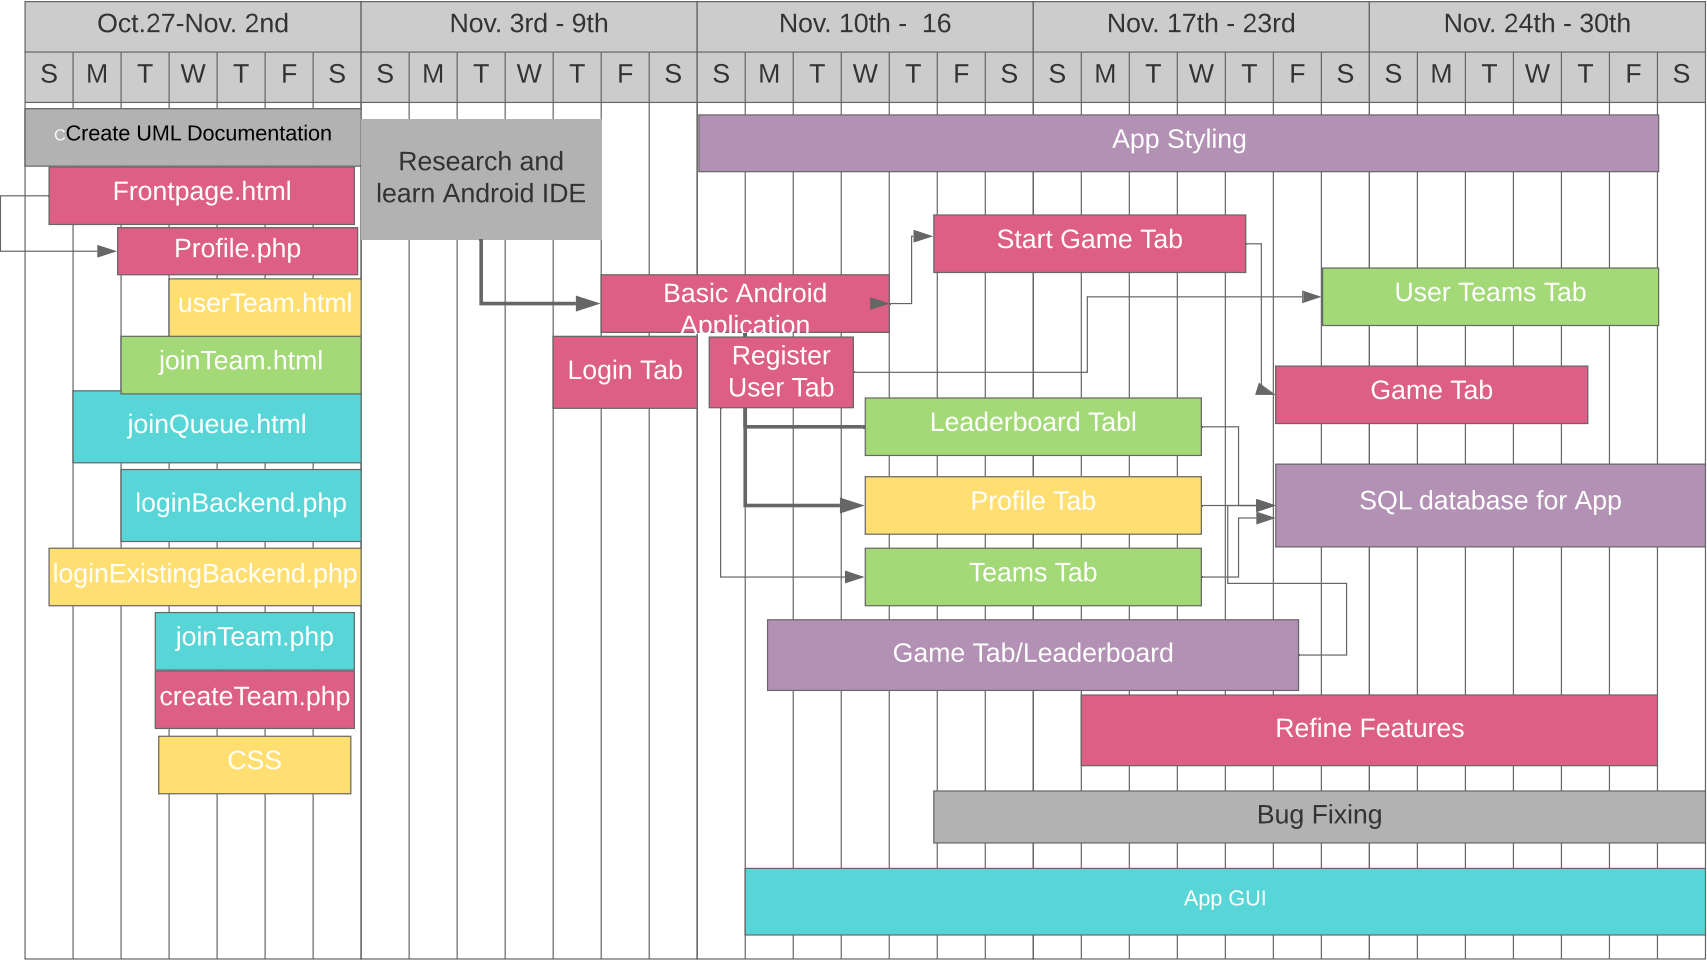 Oct.27-Nov. 2nd
Nov. 3rd - 9th
Nov. 10th - 16
Nov. 17th - 23rd
Nov. 24th - 30th
S M T W T F S S M T W T F S S M T W T F S S M T W T F S S M T W T F S
cCreate UML Documentation
Frontpage.html
Profile.php
userTeam.html
joinTeam.html
joinQueue.html
loginBackend.php
loginExistingBackend.php
joinTeam.php
createTeam.php
CSS
Research and
learn Android IDE
Basic Android
Application
Login Tab
Register
User Tab
App Styling
Start Game Tab
User Teams Tab
Game Tab
Leaderboard Tabl
Profile Tab
SQL database for App
Teams Tab
Game Tab/Leaderboard
Refine Features
Bug Fixing
App GUI